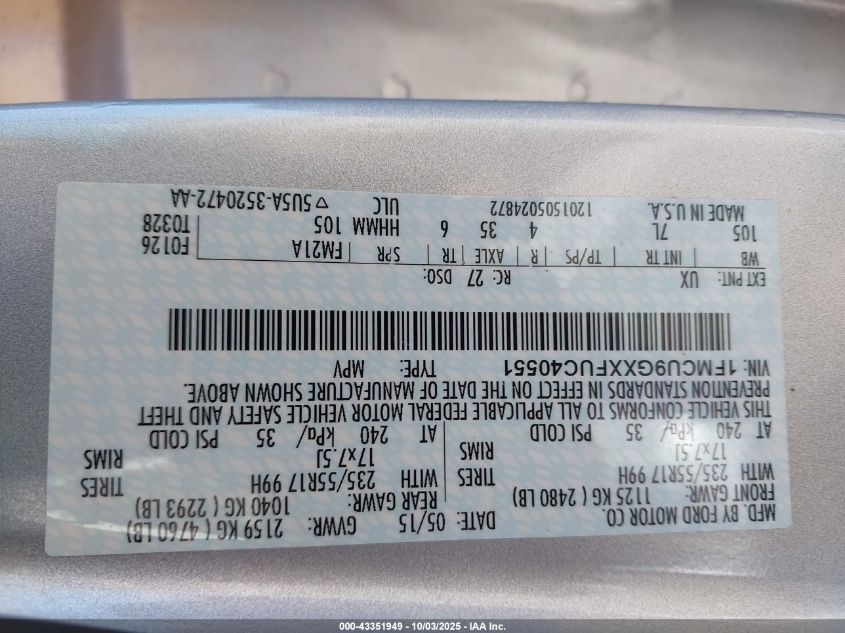 MFD. BY FORD MOTOR CO.
DATE: 05/15 GVWR: 2159 KG ( 4760 LB)
FRONT GAWR: 1125 KG ( 2480 LB) REAR GAWR: 1040 KG ( 2293 LB)
WITH 235/55R17 99H TIRES WITH 235/55R17 99H TIRES
17x7.5J RIMS 17x7.5J RIMS
AT 240 kPa/ 35 PSI COLD AT 240 kPa/ 35 PSI COLD
THIS VEHICLE CONFORMS TO ALL APPLICABLE FEDERAL MOTOR VEHICLE SAFETY AND THEFT
PREVENTION STANDARDS IN EFFECT ON THE DATE OF MANUFACTURE SHOWN ABOVE.
VIN: 1FMCU9GXXFUC40551 TYPE: MPV
EXT PNT: UX RC: 27 DSO:
WB INT TR TP/PS R AXLE TR SPR FM21A F0126
105 7L 4 35 6 HHMM 105 T0328
MADE IN U.S.A. 1201505024872 ULC ▽ 5U5A-3520472-AA
000-43351949 - 10/03/2025 - IAA Inc.